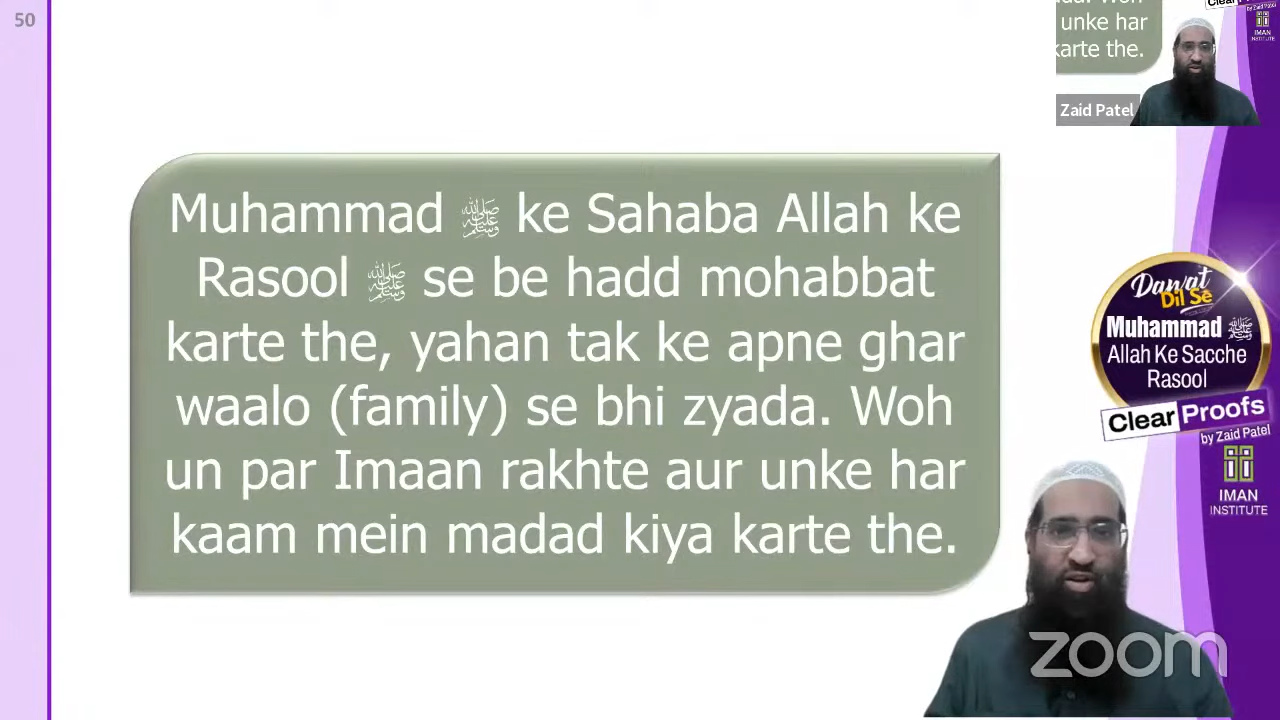 50
Muhammad ﷺ ke Sahaba Allah ke
Rasool ﷺ se be hadd mohabbat
karte the, yahan tak ke apne ghar
waalo (family) se bhi zyada. Woh
un par Imaan rakhte aur unke har
kaam mein madad kiya karte the.
unke har
karte the.
Zaid Patel
IMAN
INSTITUTE
Dawat
Dil Se
Muhammad ﷺ
Allah Ke Sacche
Rasool
Clear Proofs
by Zaid Patel
IMAN
INSTITUTE
zoom